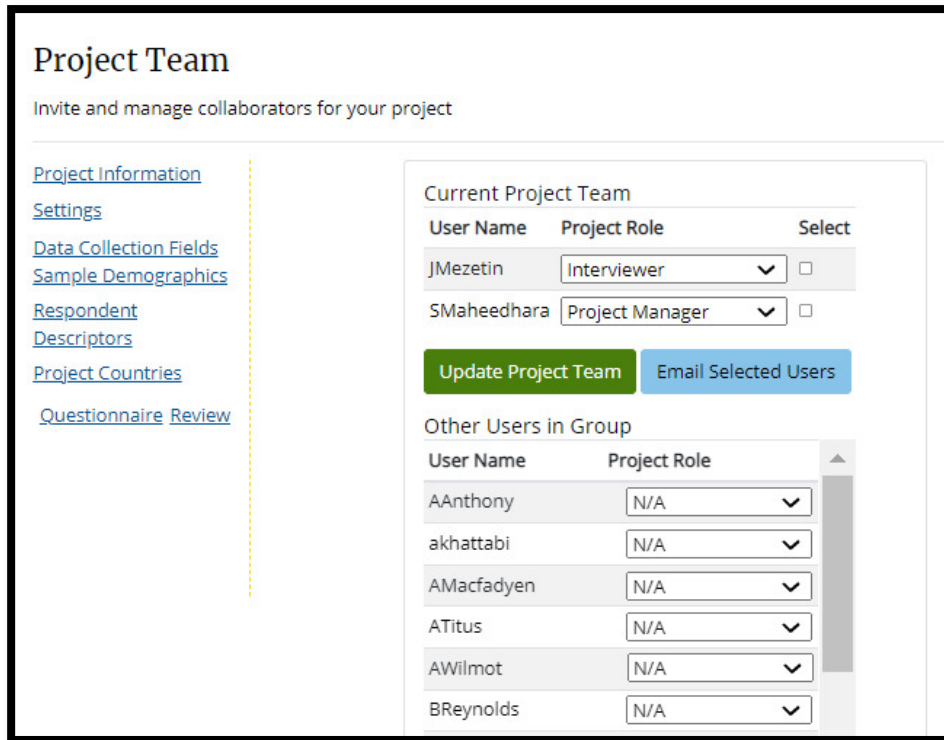 Project Team
Invite and manage collaborators for your project
Project Information
Settings
Data Collection Fields
Sample Demographics
Respondent
Descriptors
Project Countries
Questionnaire Review
Current Project Team
User Name Project Role Select
JMezetin Interviewer
SMaheedhara Project Manager
Update Project Team Email Selected Users
Other Users in Group
User Name Project Role
AAnthony N/A
akhattabi N/A
AMacfadyen N/A
ATitus N/A
AWilmot N/A
BReynolds N/A